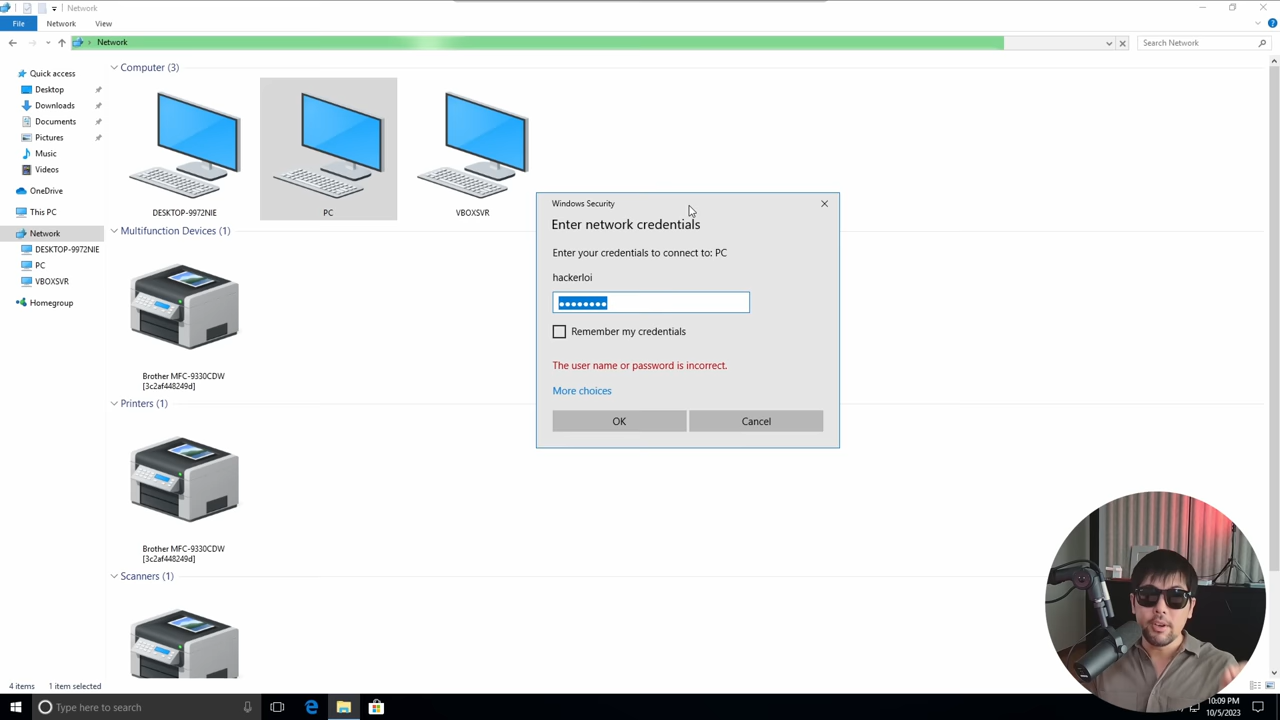 Network
File
Network
View
Network
Search Network
Quick access
Desktop
Downloads
Documents
Pictures
Music
Videos
OneDrive
This PC
Network
DESKTOP-9972NIE
PC
VBOXSVR
Homegroup
Computer (3)
DESKTOP-9972NIE
PC
VBOXSVR
Multifunction Devices (1)
Brother MFC-9330CDW
[3c2af448249d]
Printers (1)
Brother MFC-9330CDW
[3c2af448249d]
Scanners (1)
Windows Security
Enter network credentials
Enter your credentials to connect to: PC
hackerloi
Remember my credentials
The user name or password is incorrect.
More choices
OK
Cancel
4 items
1 item selected
Type here to search
10:09 PM
10/5/2023